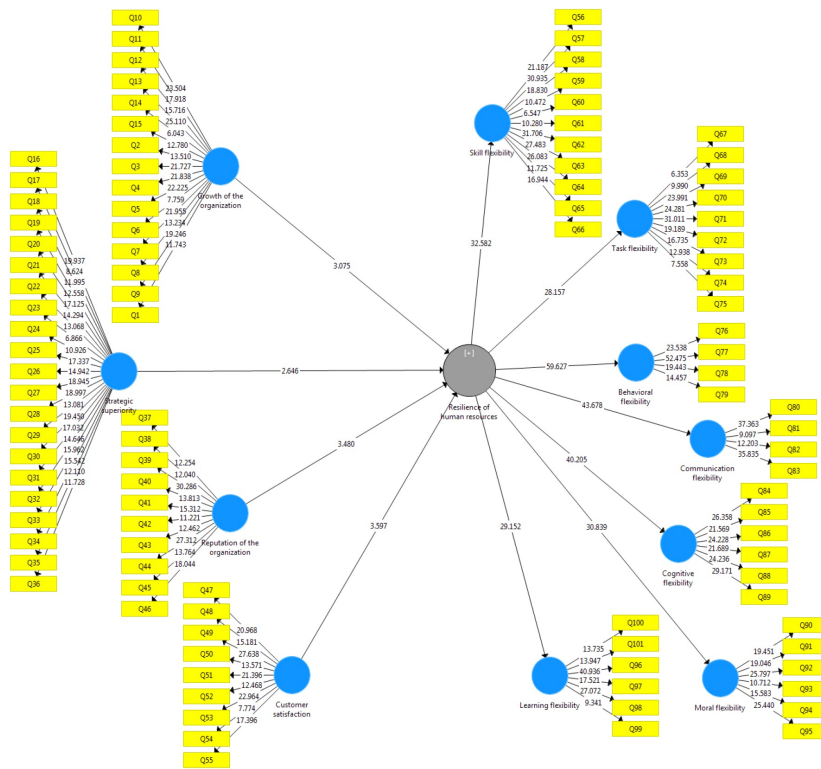 Q10
Q11
Q12
Q13
Q14
Q15
Q2
Q3
Q4
Q5
Q6
Q7
Q8
Q9
Q1
23.504
17.918
15.716
25.110
6.043
12.780
13.510
21.727
21.838
22.225
7.759
21.955
13.234
19.246
11.743
Growth of the
organization
Q16
Q17
Q18
Q19
Q20
Q21
Q22
Q23
Q24
Q25
Q26
Q27
Q28
Q29
Q30
Q31
Q32
Q33
Q34
Q35
Q36
19.937
8.624
11.995
12.558
17.125
14.294
13.068
6.866
10.926
17.337
14.942
18.945
18.997
13.081
19.459
17.032
14.646
15.962
15.542
12.110
11.728
Strategic
superiority
Q37
Q38
Q39
Q40
Q41
Q42
Q43
Q44
Q45
Q46
12.254
12.040
30.286
13.813
15.312
11.221
12.462
27.312
13.764
18.044
Reputation of the
organization
Q47
Q48
Q49
Q50
Q51
Q52
Q53
Q54
Q55
20.968
15.181
27.638
13.571
21.396
12.468
22.964
7.774
17.396
Customer
satisfaction
3.075
2.646
3.480
3.597
[+]
Resilience of
human resources
32.582
28.157
59.627
43.678
40.205
30.839
29.152
Q56
Q57
Q58
Q59
Q60
Q61
Q62
Q63
Q64
Q65
Q66
21.187
30.935
18.830
10.472
6.547
10.280
31.706
27.483
26.083
11.725
16.944
Skill flexibility
Q67
Q68
Q69
Q70
Q71
Q72
Q73
Q74
Q75
6.353
9.990
23.991
24.281
31.011
19.189
16.735
12.938
7.558
Task flexibility
Q76
Q77
Q78
Q79
23.538
52.475
19.443
14.457
Behavioral
flexibility
Q80
Q81
Q82
Q83
37.363
9.097
12.203
35.835
Communication
flexibility
Q84
Q85
Q86
Q87
Q88
Q89
26.358
21.569
24.228
21.689
24.236
29.171
Cognitive
flexibility
Q90
Q91
Q92
Q93
Q94
Q95
19.451
19.046
25.797
10.712
15.583
25.440
Moral flexibility
Q100
Q101
Q96
Q97
Q98
Q99
13.735
13.947
40.936
17.521
27.072
9.341
Learning flexibility